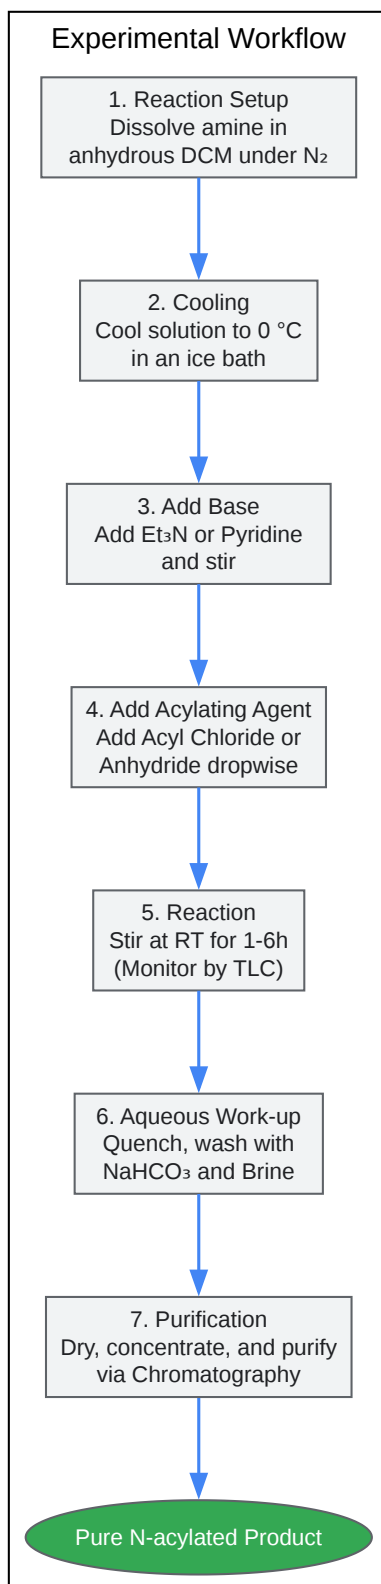 Experimental Workflow
1. Reaction Setup
Dissolve amine in
anhydrous DCM under N₂
2. Cooling
Cool solution to 0 °C
in an ice bath
3. Add Base
Add Et₃N or Pyridine
and stir
4. Add Acylating Agent
Add Acyl Chloride or
Anhydride dropwise
5. Reaction
Stir at RT for 1-6h
(Monitor by TLC)
6. Aqueous Work-up
Quench, wash with
NaHCO₃ and Brine
7. Purification
Dry, concentrate, and purify
via Chromatography
Pure N-acylated Product